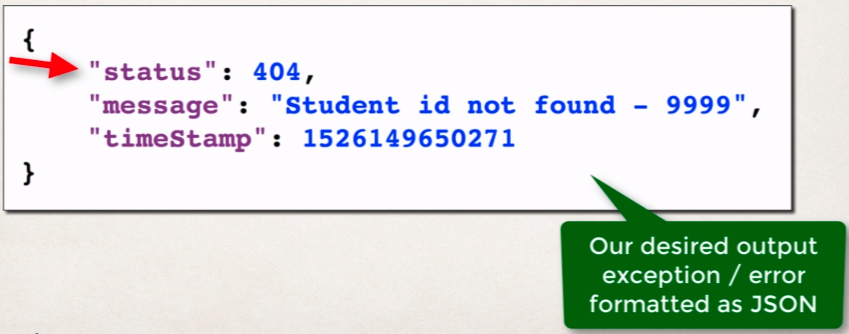 {
"status": 404,
"message": "Student id not found - 9999",
"timeStamp": 1526149650271
}
Our desired output
exception / error
formatted as JSON